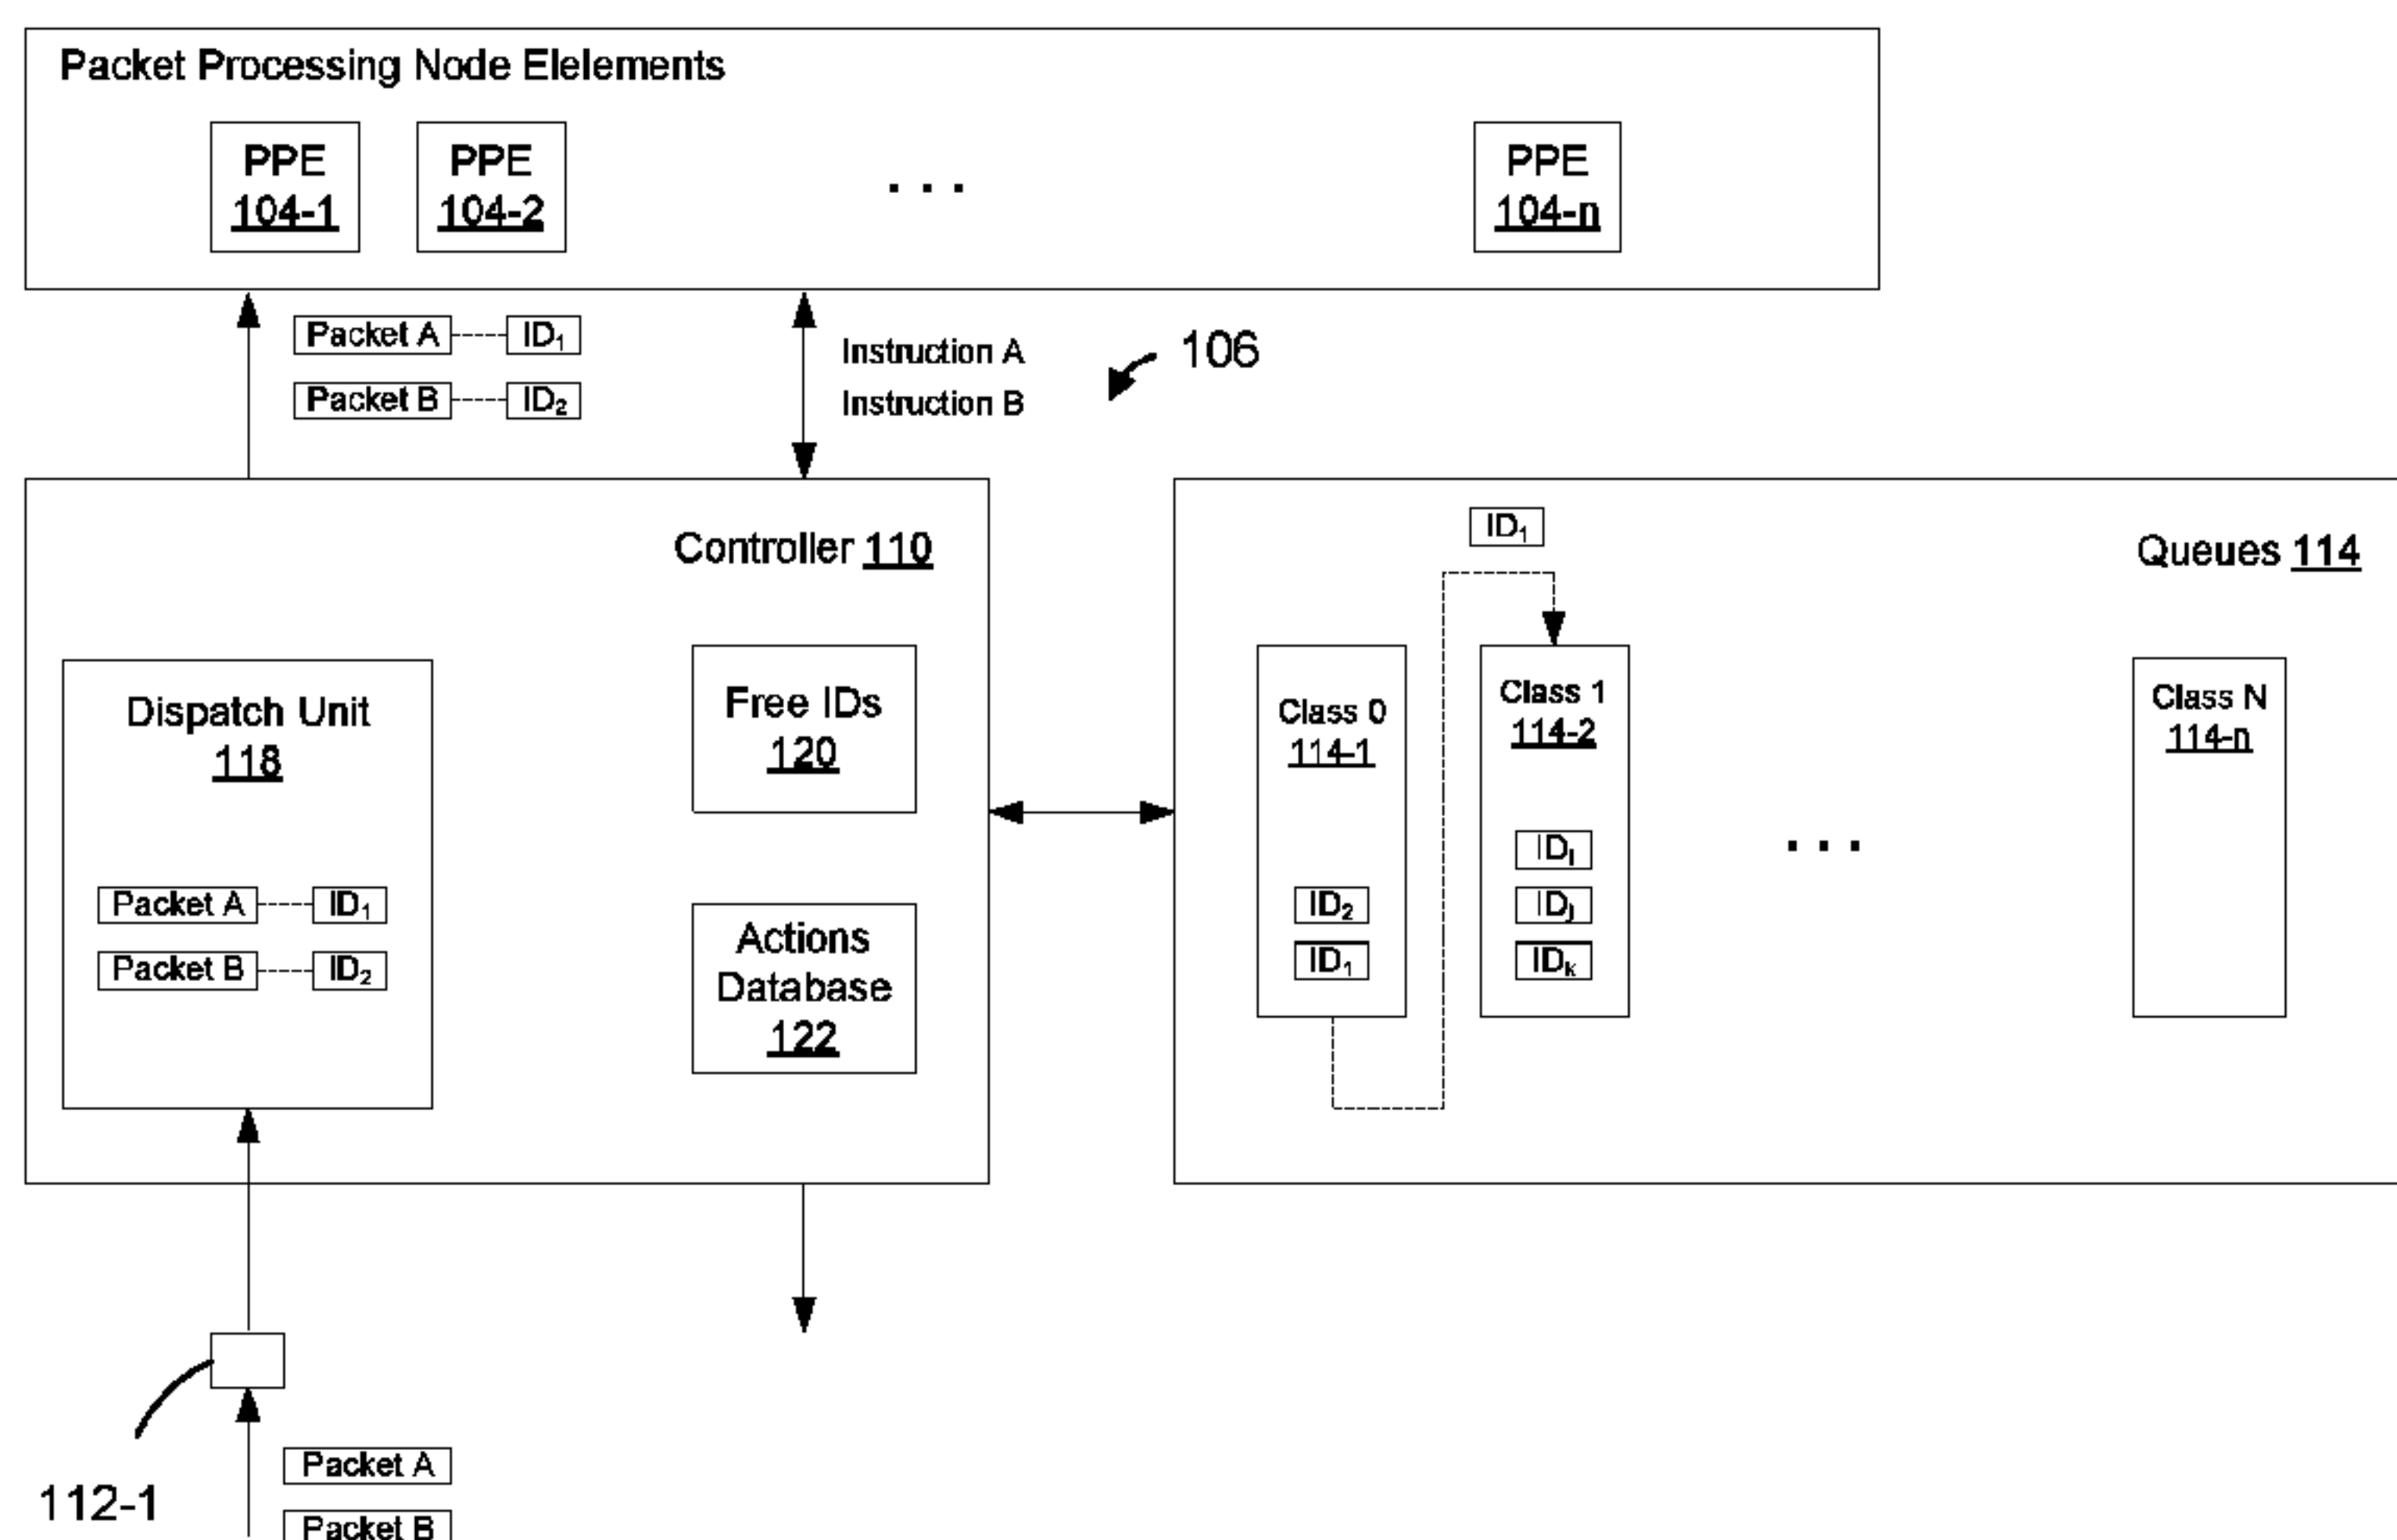 Packet Processing Node Elelements
PPE
104-1
PPE
104-2
. . .
PPE
104-n
Packet A
ID₁
Packet B
ID₂
Instruction A
Instruction B
106
Controller 110
Dispatch Unit
118
Packet A
ID₁
Packet B
ID₂
Free IDs
120
Actions
Database
122
Queues 114
ID₁
Class 0
114-1
ID₂
ID₁
Class 1
114-2
IDᵢ
IDⱼ
IDₖ
. . .
Class N
114-n
112-1
Packet A
Packet B